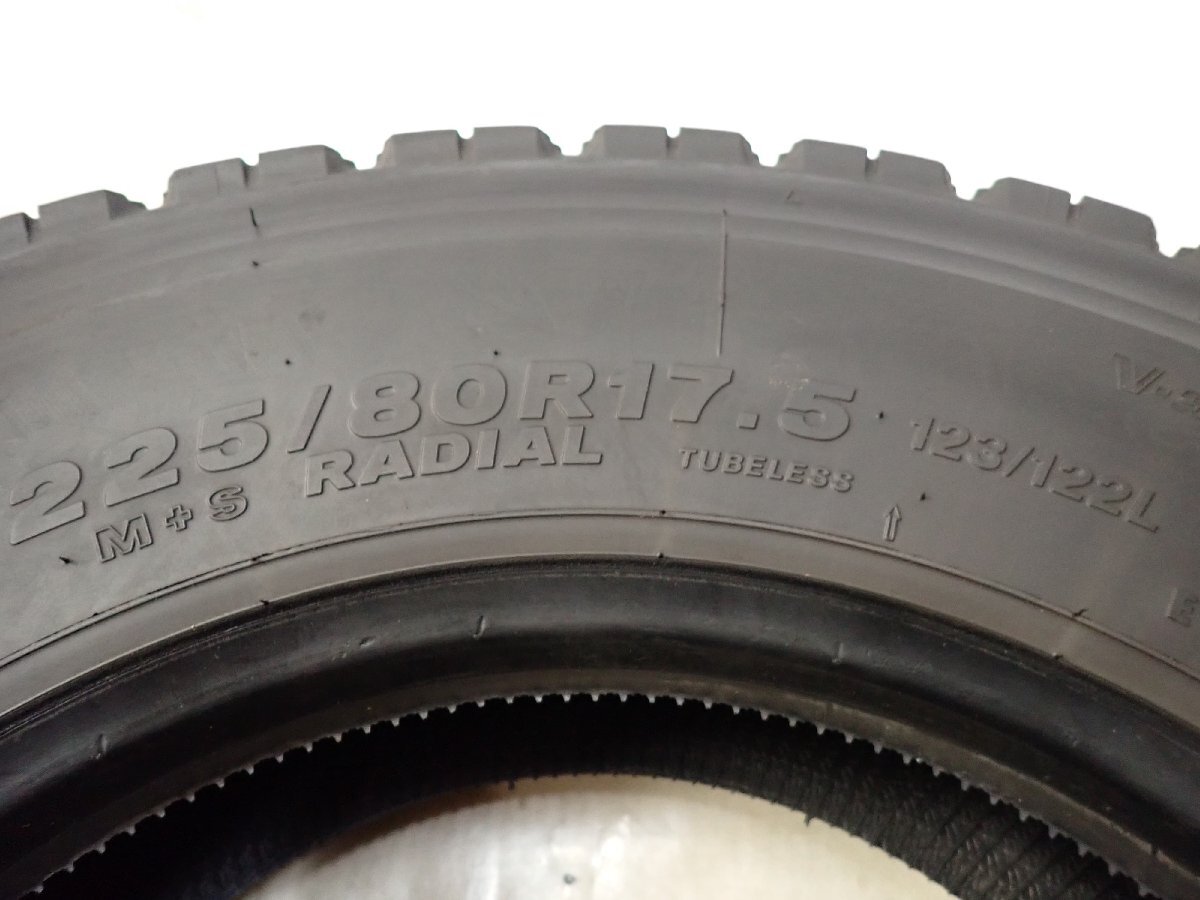 225/80R17.5 123/122L
M+S RADIAL TUBELESS